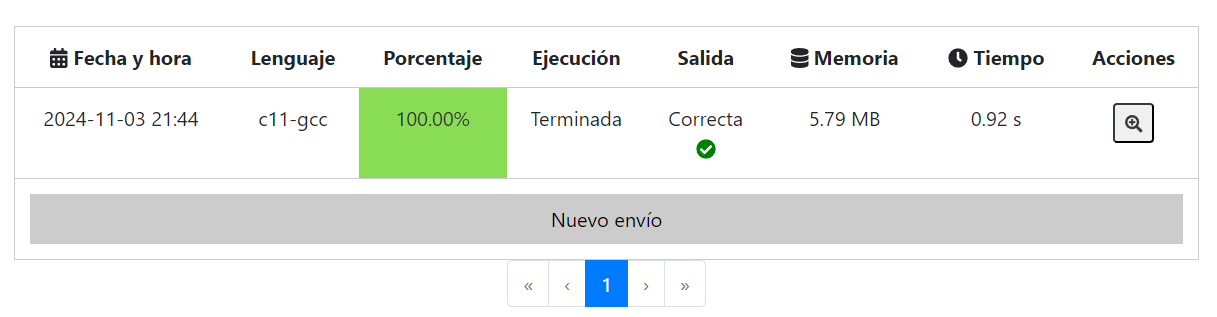 Fecha y hora Lenguaje Porcentaje Ejecución Salida Memoria Tiempo Acciones
2024-11-03 21:44 c11-gcc 100.00% Terminada Correcta 5.79 MB 0.92 s
Nuevo envío
« ‹ 1 › »